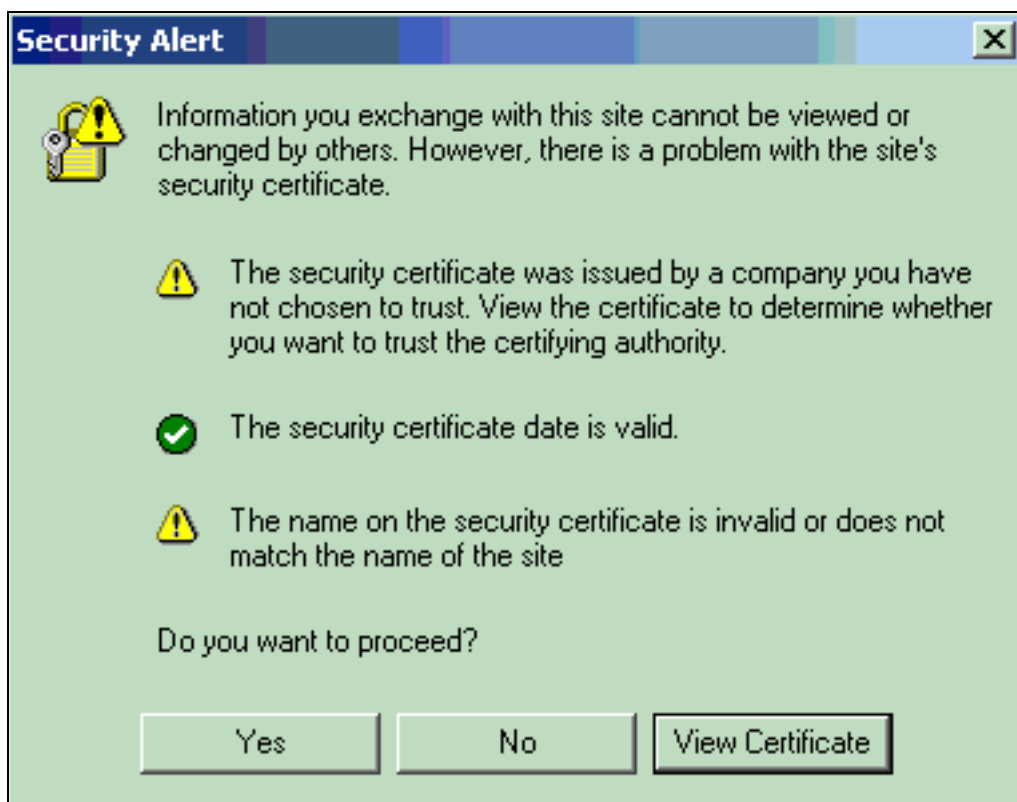 Security Alert
Information you exchange with this site cannot be viewed or
changed by others. However, there is a problem with the site's
security certificate.
The security certificate was issued by a company you have
not chosen to trust. View the certificate to determine whether
you want to trust the certifying authority.
The security certificate date is valid.
The name on the security certificate is invalid or does not
match the name of the site
Do you want to proceed?
Yes
No
View Certificate